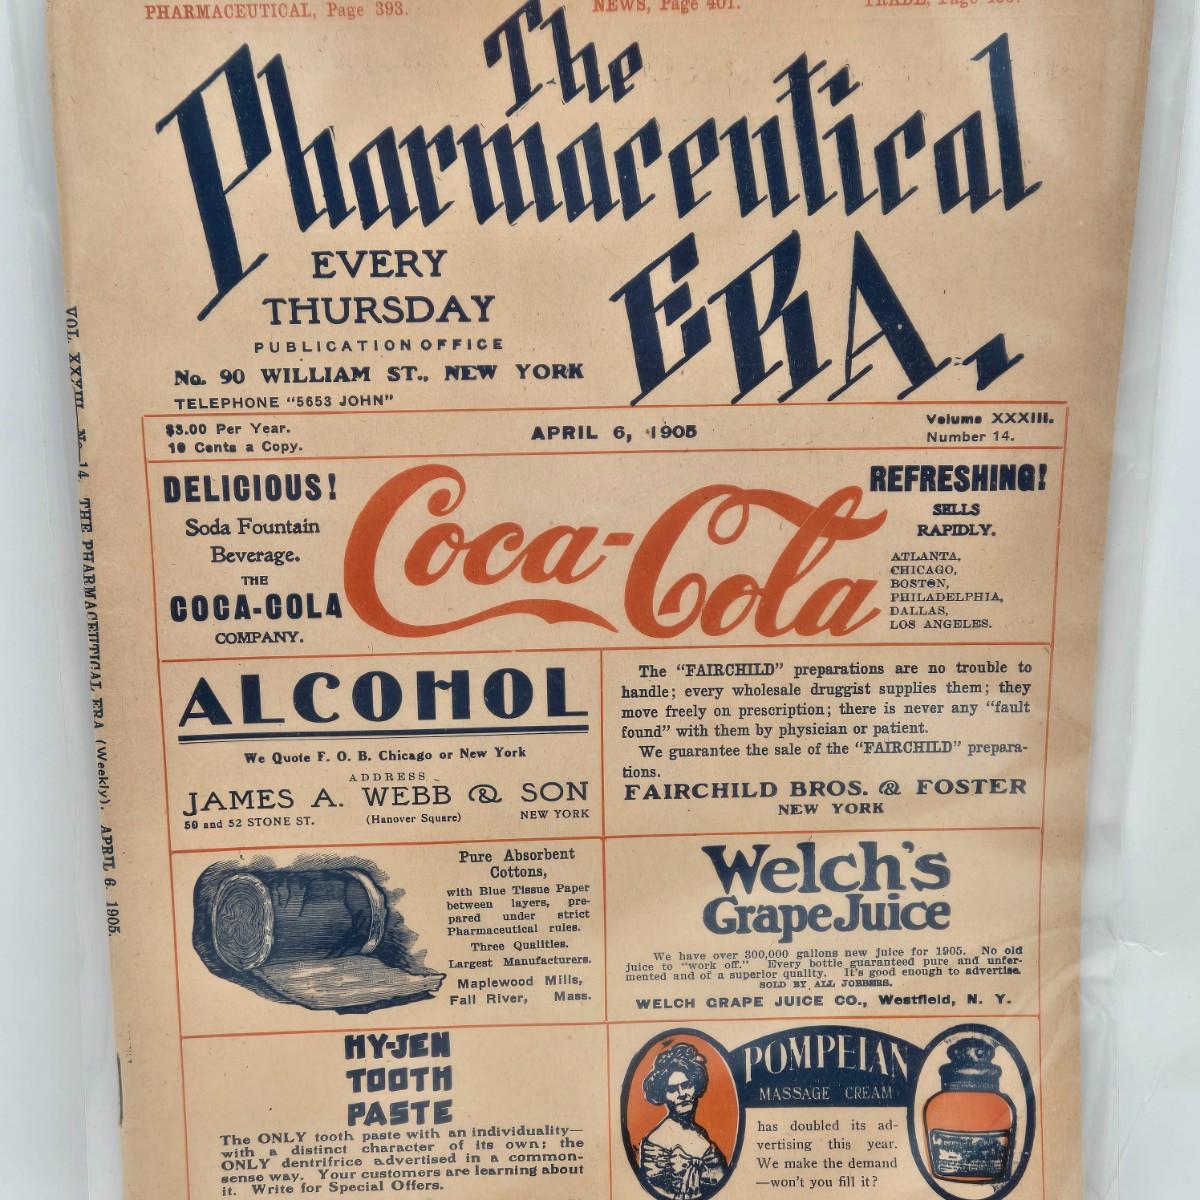 PHARMACEUTICAL, Page 393. NEWS, Page 401. TRADE, Page
The
Pharmaceutical
ERA.
EVERY
THURSDAY
PUBLICATION OFFICE
No. 90 WILLIAM ST., NEW YORK
TELEPHONE "5653 JOHN"
$3.00 Per Year.
10 Cents a Copy.
APRIL 6, 1905
Volume XXXIII.
Number 14.
DELICIOUS!
Soda Fountain
Beverage.
THE
COCA-COLA
COMPANY.
Coca-Cola
REFRESHING!
SELLS
RAPIDLY.
ATLANTA,
CHICAGO,
BOSTON,
PHILADELPHIA,
DALLAS,
LOS ANGELES.
ALCOHOL
We Quote F. O. B. Chicago or New York
ADDRESS
JAMES A. WEBB & SON
50 and 52 STONE ST. (Hanover Square) NEW YORK
The "FAIRCHILD" preparations are no trouble to
handle; every wholesale druggist supplies them; they
move freely on prescription; there is never any "fault
found" with them by physician or patient.
We guarantee the sale of the "FAIRCHILD" prepara-
tions.
FAIRCHILD BROS. & FOSTER
NEW YORK
Pure Absorbent
Cottons,
with Blue Tissue Paper
between layers, pre-
pared under strict
Pharmaceutical rules.
Three Qualities.
Largest Manufacturers.
Maplewood Mills,
Fall River, Mass.
Welch's
Grape Juice
We have over 300,000 gallons new juice for 1905. No old
juice to "work off." Every bottle guaranteed pure and unfer-
mented and of a superior quality. It's good enough to advertise.
SOLD BY ALL JOBBERS.
WELCH GRAPE JUICE CO., Westfield, N. Y.
HY-JEN
TOOTH
PASTE
The ONLY tooth paste with an individuality—
with a distinct character of its own; the
ONLY dentifrice advertised in a common-
sense way. Your customers are learning about
it. Write for Special Offers.
POMPEIAN
MASSAGE CREAM
has doubled its ad-
vertising this year.
We make the demand
—won't you fill it?
VOL. XXXIII. No. 14. THE PHARMACEUTICAL ERA (Weekly). APRIL 6, 1905.